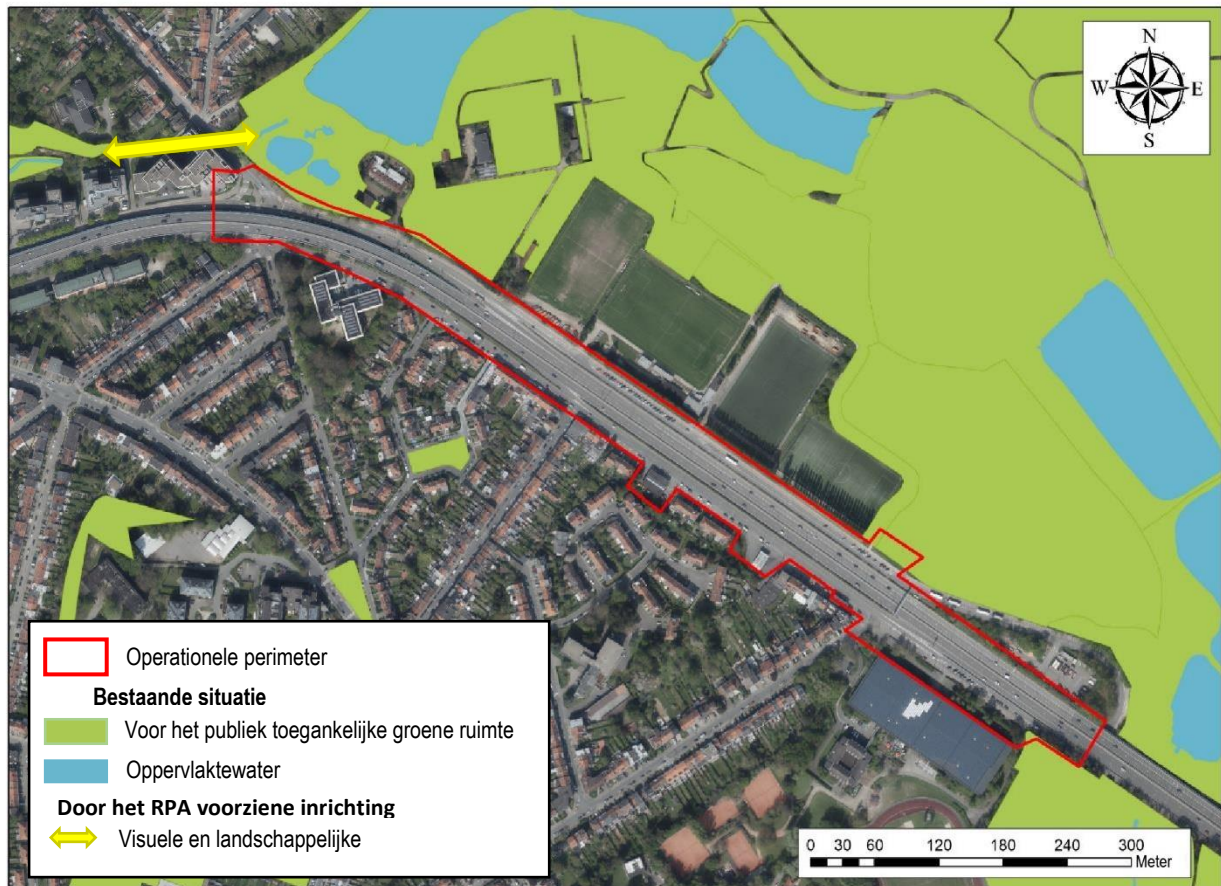 N
W E
S
Operationele perimeter
Bestaande situatie
Voor het publiek toegankelijke groene ruimte
Oppervlaktewater
Door het RPA voorziene inrichting
Visuele en landschappelijke
0 30 60 120 180 240 300
Meter